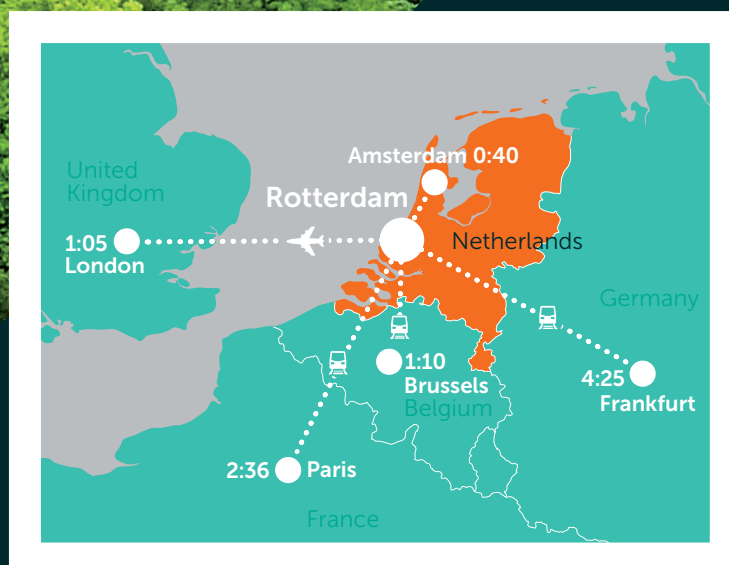 Amsterdam 0:40
United
Kingdom
Rotterdam
1:05
London
Netherlands
Germany
1:10
Brussels
Belgium
4:25
Frankfurt
2:36 Paris
France